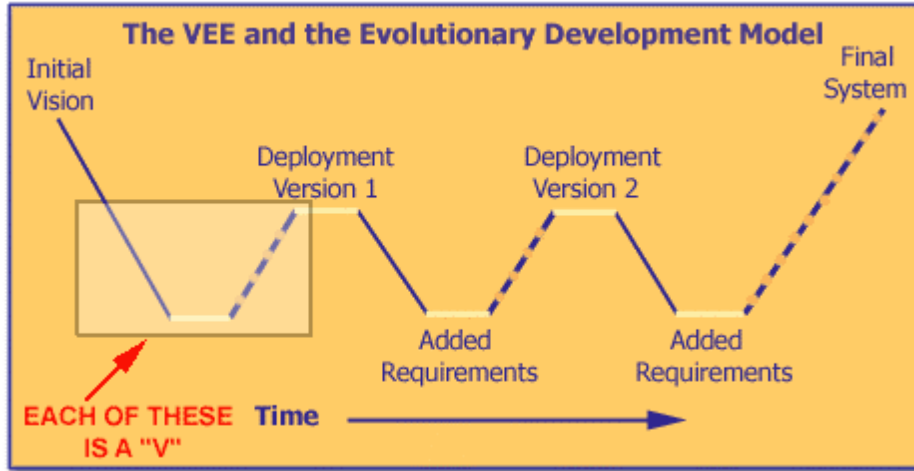 The VEE and the Evolutionary Development Model
Initial
Vision
Final
System
Deployment
Version 1
Deployment
Version 2
Added
Requirements
Added
Requirements
EACH OF THESE
IS A "V"
Time